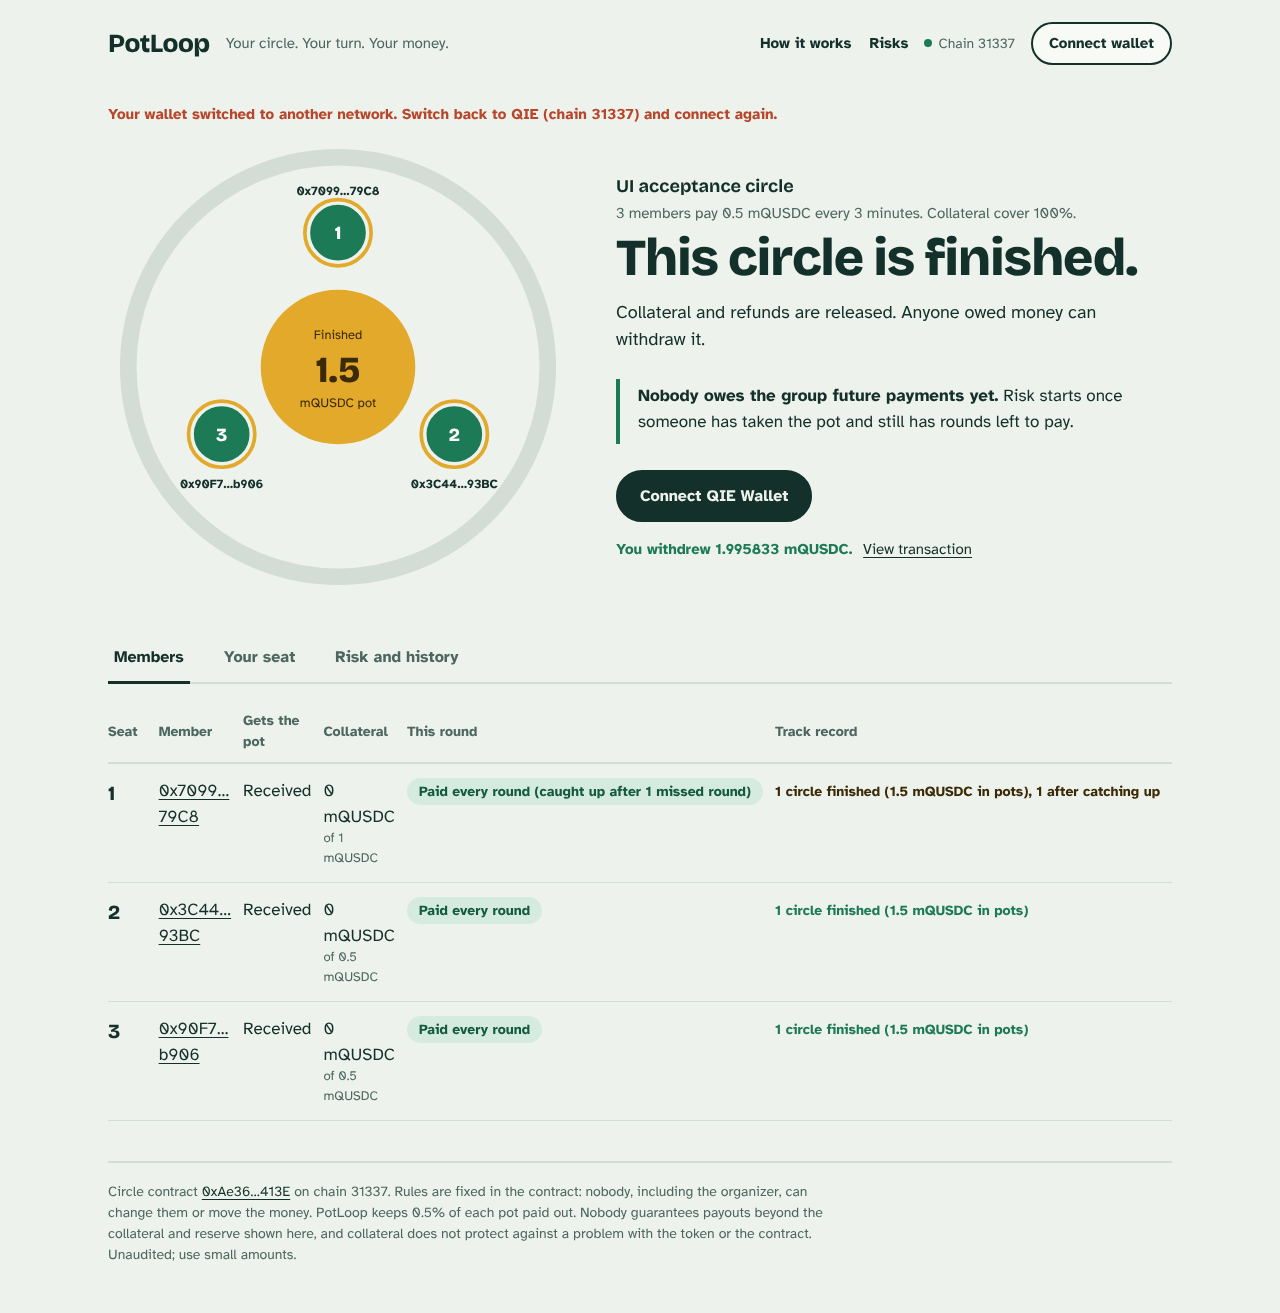 PotLoop
Your circle. Your turn. Your money.
How it works
Risks
Chain 31337
Connect wallet
Your wallet switched to another network. Switch back to QIE (chain 31337) and connect again.
0x7099…79C8
1
Finished
1.5
mQUSDC pot
3
2
0x90F7…b906
0x3C44…93BC
UI acceptance circle
3 members pay 0.5 mQUSDC every 3 minutes. Collateral cover 100%.
This circle is finished.
Collateral and refunds are released. Anyone owed money can
withdraw it.
Nobody owes the group future payments yet. Risk starts once
someone has taken the pot and still has rounds left to pay.
Connect QIE Wallet
You withdrew 1.995833 mQUSDC. View transaction
Members
Your seat
Risk and history
Seat
Member
Gets the
pot
Collateral
This round
Track record
1
0x7099…
79C8
Received
0
mQUSDC
of 1
mQUSDC
Paid every round (caught up after 1 missed round)
1 circle finished (1.5 mQUSDC in pots), 1 after catching up
2
0x3C44…
93BC
Received
0
mQUSDC
of 0.5
mQUSDC
Paid every round
1 circle finished (1.5 mQUSDC in pots)
3
0x90F7…
b906
Received
0
mQUSDC
of 0.5
mQUSDC
Paid every round
1 circle finished (1.5 mQUSDC in pots)
Circle contract 0xAe36…413E on chain 31337. Rules are fixed in the contract: nobody, including the organizer, can
change them or move the money. PotLoop keeps 0.5% of each pot paid out. Nobody guarantees payouts beyond the
collateral and reserve shown here, and collateral does not protect against a problem with the token or the contract.
Unaudited; use small amounts.